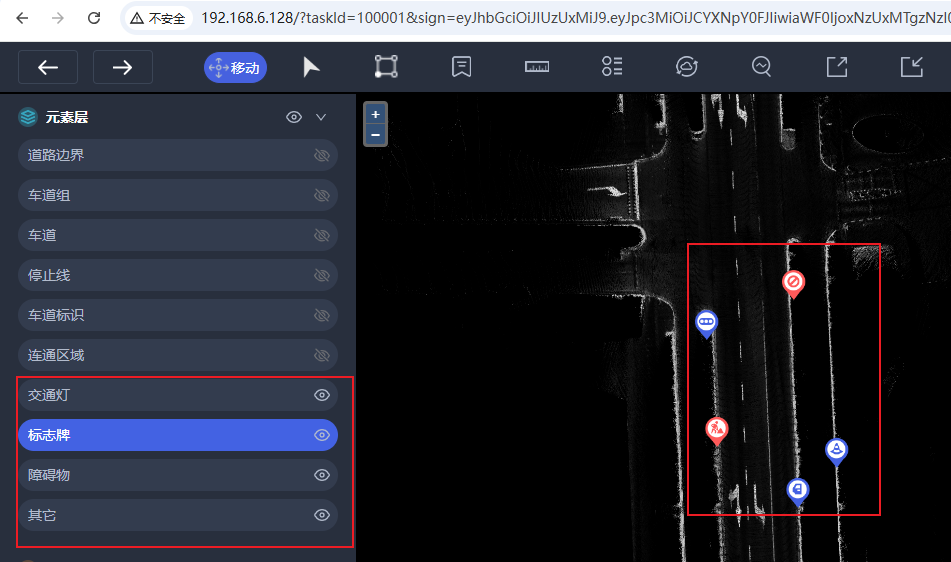 不安全
192.168.6.128/?taskId=100001&sign=eyJhbGciOiJIUzUxMiJ9.eyJpc3MiOiJCYXNpY0FJIiwiaWF0IjoxNzUxMTgzNzI0
移动
元素层
+
−
道路边界
车道组
车道
停止线
车道标识
连通区域
交通灯
标志牌
障碍物
其它